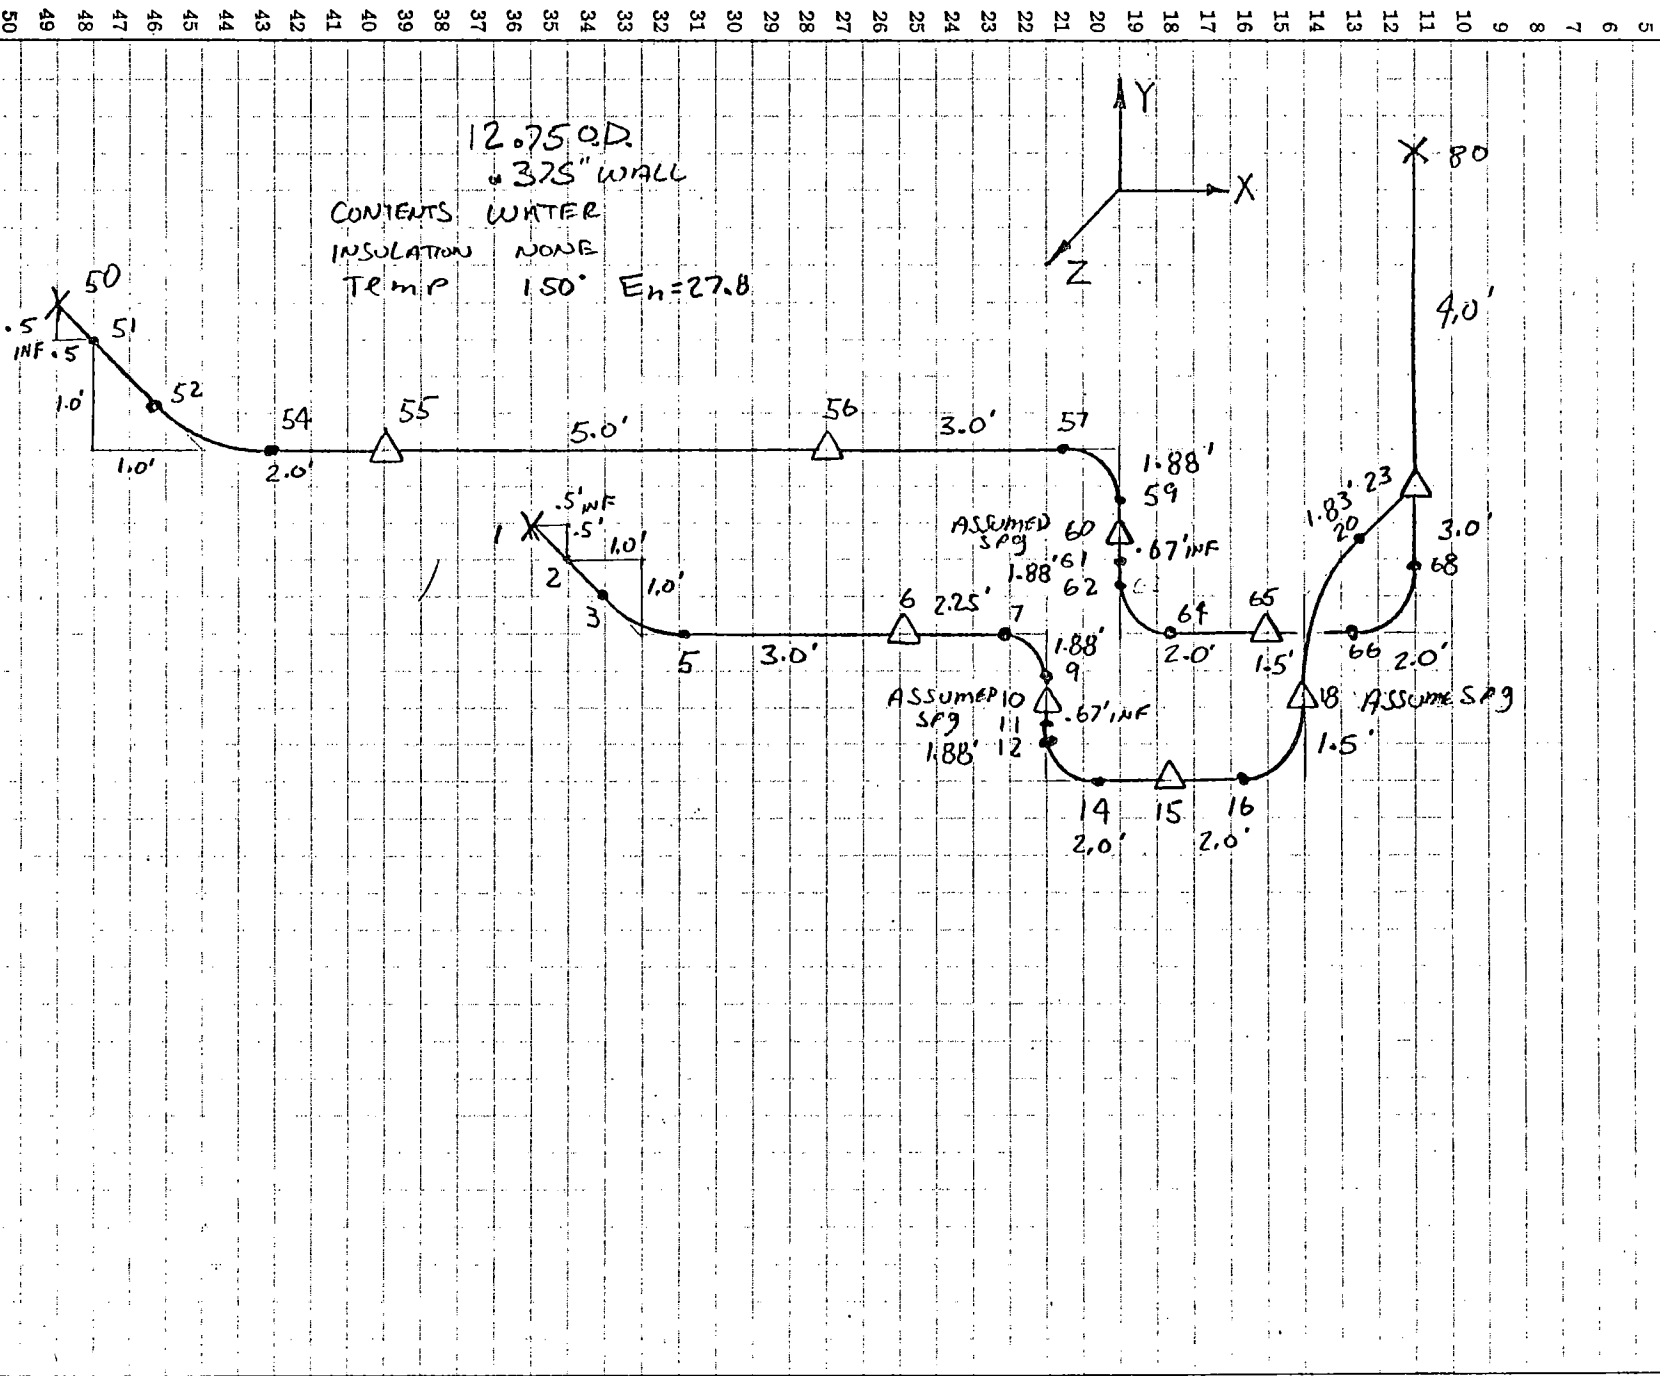 50 49 48 47 46 45 44 43 42 41 40 39 38 37 36 35 34 33 32 31 30 29 28 27 26 25 24 23 22 21 20 19 18 17 16 15 14 13 12 11 10 9 8 7 6 5
12.75 O.D.
.375" WALL
CONTENTS WATER
INSULATION NONE
Temp 150° En=27.8
Y
X
Z
80
4.0'
50
.5
INF .5
51
1.0'
52
1.0'
54
2.0'
55
5.0'
56
3.0'
57
1.88'
59
ASSUMED 60
SPg
.67' INF
1.88' 61
62
64
2.0'
65
1.5'
66
2.0'
68
3.0'
23
1.83'
20
1
.5' INF
.5'
2
1.0'
1.0'
3
5
3.0'
6
2.25'
7
1.88'
9
ASSUMED 10
SPg 11
.67' INF
1.88' 12
14
2.0'
15
16
2.0'
18 ASSUME SPg
1.5'